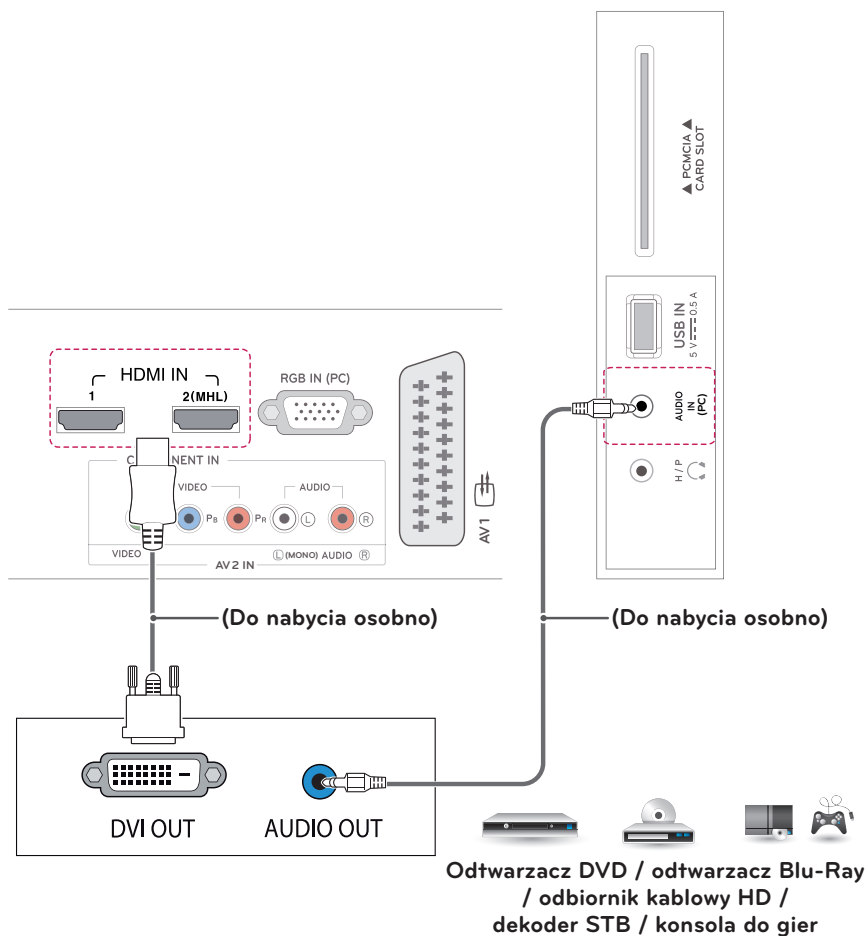 ▲ PCMCIA ▲
CARD SLOT
USB IN
5 V 0.5 A
AUDIO
IN
(PC)
H / P
HDMI IN
1 2(MHL)
RGB IN (PC)
NENT IN
VIDEO AUDIO
PB PR L R
VIDEO L (MONO) AUDIO R
AV2 IN
AV1
(Do nabycia osobno) (Do nabycia osobno)
DVI OUT AUDIO OUT
Odtwarzacz DVD / odtwarzacz Blu-Ray
/ odbiornik kablowy HD /
dekoder STB / konsola do gier